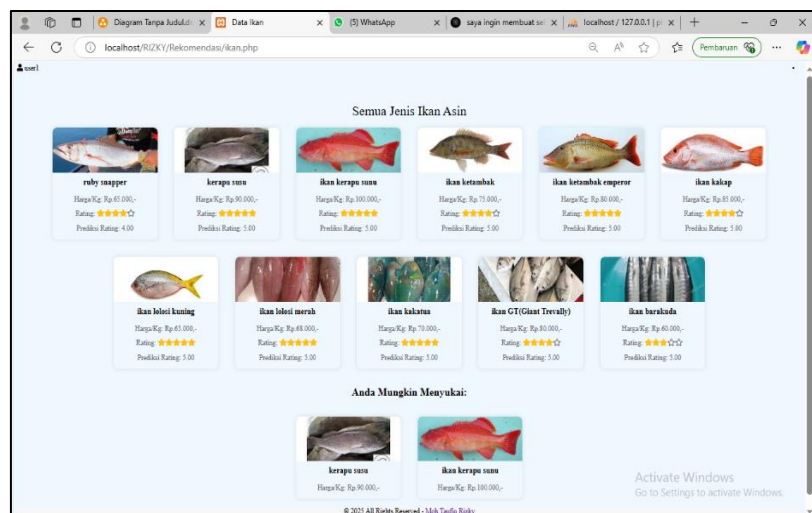 Diagram Tanpa Judul.dr
Data ikan
(5) WhatsApp
saya ingin membuat sel
localhost / 127.0.0.1 | pl
localhost/RIZKY/Rekomendasi/ikan.php
Pembaruan
user1
Semua Jenis Ikan Asin
ruby snapper
Harga/Kg: Rp.65.000,-
Rating:
Prediksi Rating: 4.00
kerapu susu
Harga/Kg: Rp.90.000,-
Rating:
Prediksi Rating: 5.00
ikan kerapu sunu
Harga/Kg: Rp.100.000,-
Rating:
Prediksi Rating: 5.00
ikan ketambak
Harga/Kg: Rp.75.000,-
Rating:
Prediksi Rating: 5.00
ikan ketambak emperor
Harga/Kg: Rp.80.000,-
Rating:
Prediksi Rating: 5.00
ikan kakap
Harga/Kg: Rp.85.000,-
Rating:
Prediksi Rating: 5.00
ikan lolosi kuning
Harga/Kg: Rp.65.000,-
Rating:
Prediksi Rating: 5.00
ikan lolosi merah
Harga/Kg: Rp.68.000,-
Rating:
Prediksi Rating: 5.00
ikan kakatua
Harga/Kg: Rp.70.000,-
Rating:
Prediksi Rating: 5.00
ikan GT(Giant Trevally)
Harga/Kg: Rp.80.000,-
Rating:
Prediksi Rating: 5.00
ikan barakuda
Harga/Kg: Rp.60.000,-
Rating:
Prediksi Rating: 5.00
Anda Mungkin Menyukai:
kerapu susu
Harga/Kg: Rp.90.000,-
ikan kerapu sunu
Harga/Kg: Rp.100.000,-
Activate Windows
Go to Settings to activate Windows.
© 2025 All Rights Reserved - Moh Taufiq Rizky